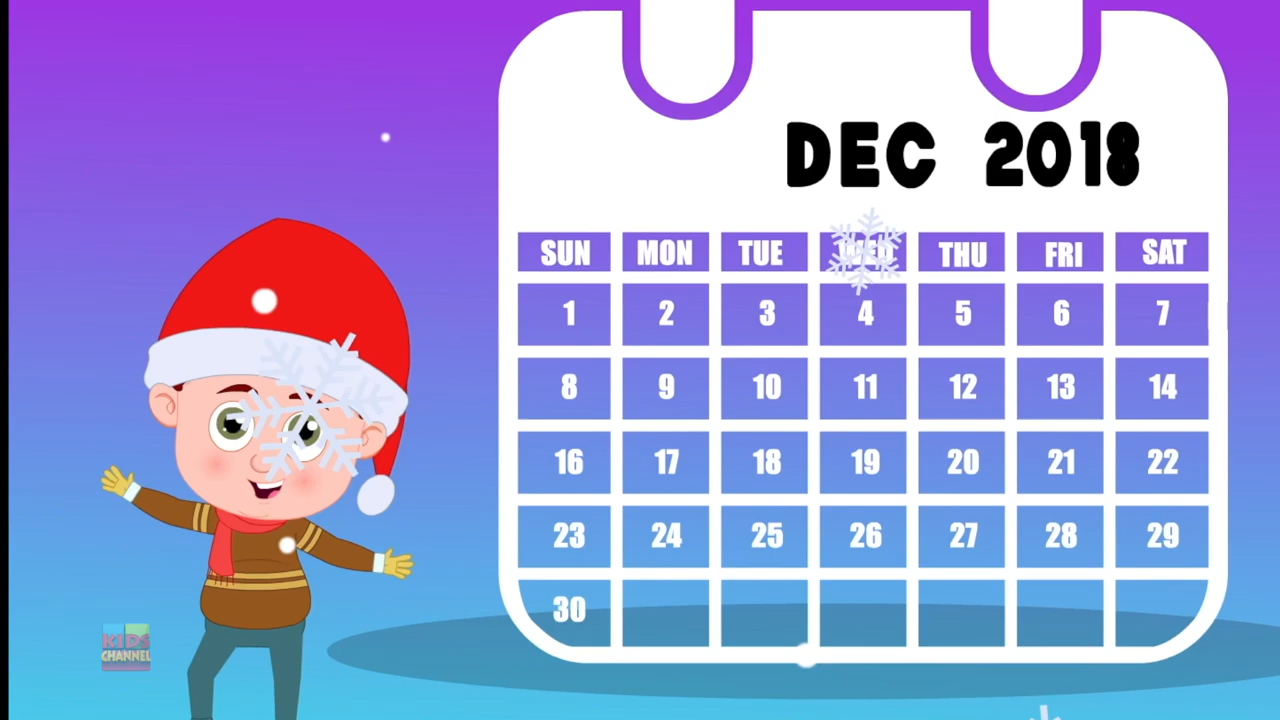 DEC 2018
SUN MON TUE WED THU FRI SAT
1 2 3 4 5 6 7
8 9 10 11 12 13 14
16 17 18 19 20 21 22
23 24 25 26 27 28 29
30
KIDS
CHANNEL